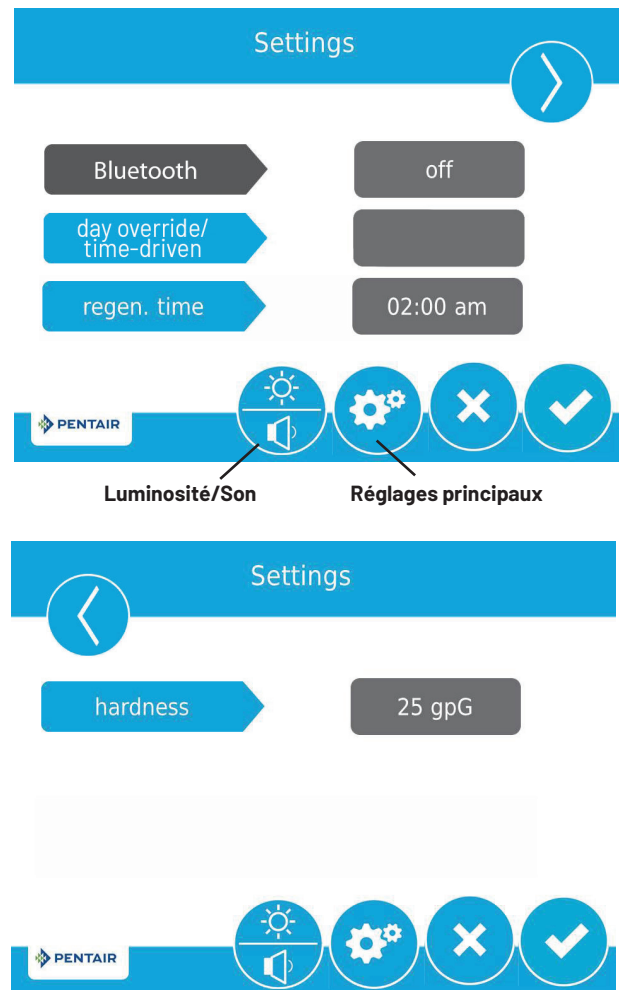 Settings
Bluetooth
off
day override/
time-driven
regen. time
02:00 am
PENTAIR
Luminosité/Son
Réglages principaux
Settings
hardness
25 gpG
PENTAIR